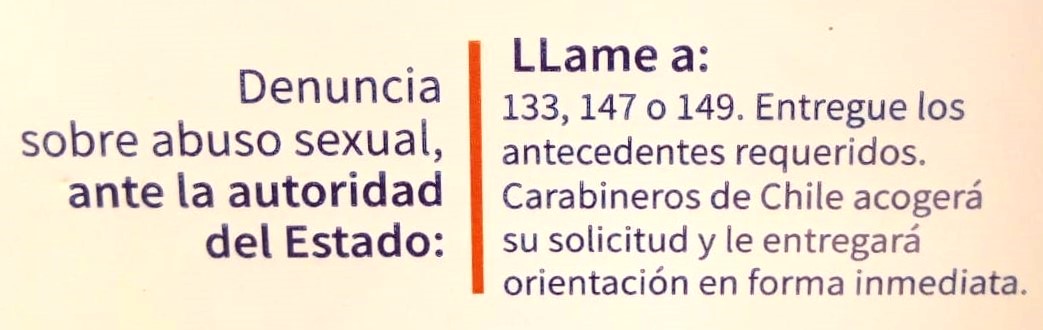 Denuncia
sobre abuso sexual,
ante la autoridad
del Estado:
LLame a:
133, 147 o 149. Entregue los
antecedentes requeridos.
Carabineros de Chile acogerá
su solicitud y le entregará
orientación en forma inmediata.